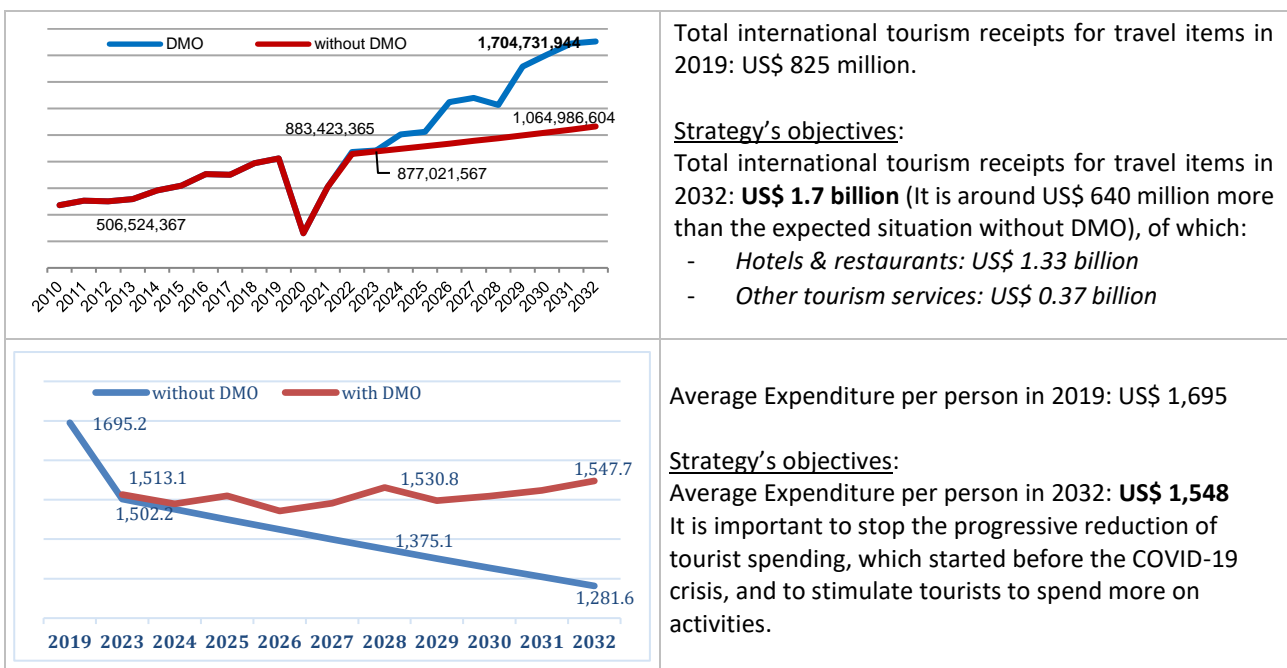 DMO
without DMO
1,704,731,944
883,423,365
1,064,986,604
877,021,567
506,524,367
2010
2011
2012
2013
2014
2015
2016
2017
2018
2019
2020
2021
2022
2023
2024
2025
2026
2027
2028
2029
2030
2031
2032
Total international tourism receipts for travel items in
2019: US$ 825 million.
Strategy’s objectives:
Total international tourism receipts for travel items in
2032: US$ 1.7 billion (It is around US$ 640 million more
than the expected situation without DMO), of which:
- Hotels & restaurants: US$ 1.33 billion
- Other tourism services: US$ 0.37 billion
without DMO
with DMO
1695.2
1,513.1
1,530.8
1,547.7
1,502.2
1,375.1
1,281.6
2019 2023 2024 2025 2026 2027 2028 2029 2030 2031 2032
Average Expenditure per person in 2019: US$ 1,695
Strategy’s objectives:
Average Expenditure per person in 2032: US$ 1,548
It is important to stop the progressive reduction of
tourist spending, which started before the COVID-19
crisis, and to stimulate tourists to spend more on
activities.